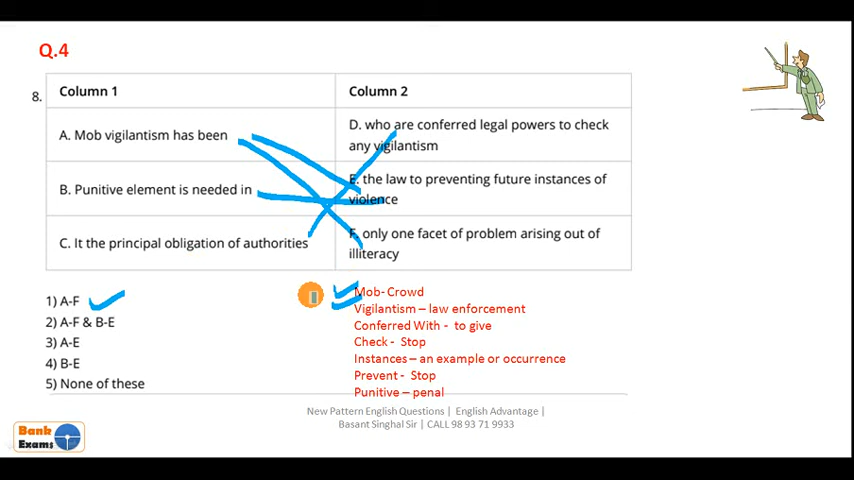 Q.4
8.
Column 1
Column 2
A. Mob vigilantism has been
D. who are conferred legal powers to check
any vigilantism
B. Punitive element is needed in
E. the law to preventing future instances of
violence
C. It the principal obligation of authorities
F. only one facet of problem arising out of
illiteracy
1) A-F
2) A-F & B-E
3) A-E
4) B-E
5) None of these
Mob- Crowd
Vigilantism – law enforcement
Conferred With - to give
Check - Stop
Instances – an example or occurrence
Prevent - Stop
Punitive – penal
New Pattern English Questions | English Advantage |
Basant Singhal Sir | CALL 98 93 71 9933
Bank
Exams